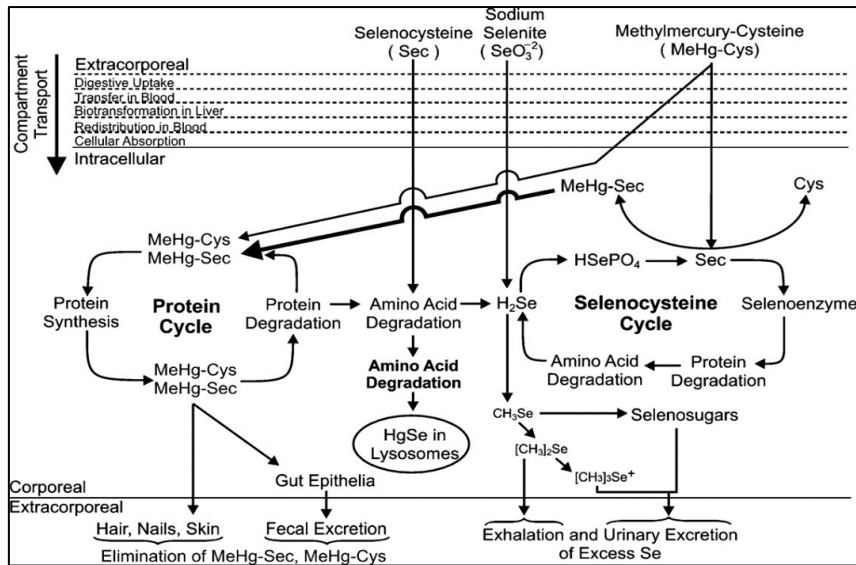 Selenocysteine
( Sec )
Sodium
Selenite
(SeO₃⁻²)
Methylmercury-Cysteine
( MeHg-Cys)
Compartment
Transport
Extracorporeal
Digestive Uptake
Transfer in Blood
Biotransformation in Liver
Redistribution in Blood
Cellular Absorption
Intracellular
MeHg-Sec
Cys
MeHg-Cys
MeHg-Sec
HSePO₄
Sec
Protein
Synthesis
Protein
Cycle
Protein
Degradation
Amino Acid
Degradation
H₂Se
Selenocysteine
Cycle
Selenoenzyme
MeHg-Cys
MeHg-Sec
Amino Acid
Degradation
Amino Acid
Degradation
Protein
Degradation
HgSe in
Lysosomes
CH₃Se
Selenosugars
[CH₃]₂Se
[CH₃]₃Se⁺
Gut Epithelia
Corporeal
Extracorporeal
Hair, Nails, Skin
Fecal Excretion
Elimination of MeHg-Sec, MeHg-Cys
Exhalation and Urinary Excretion
of Excess Se